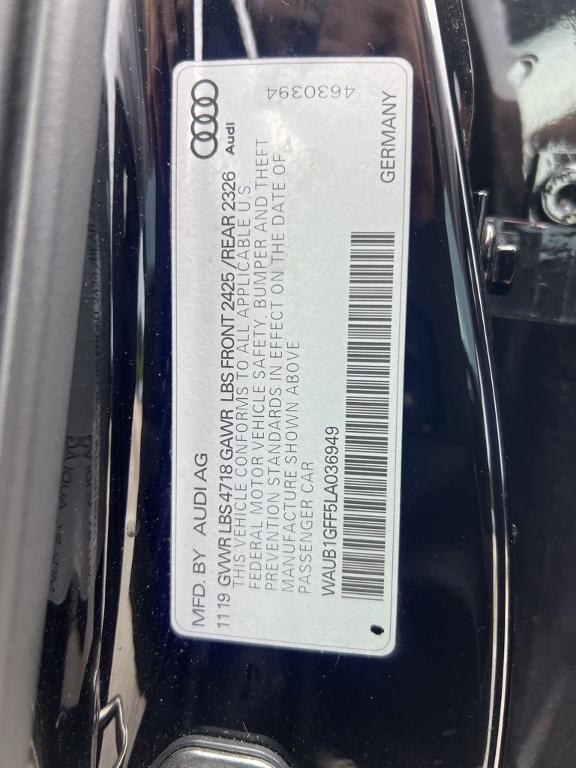 MFD. BY AUDI AG
Audi
11 19 GVWR LBS 4718 GAWR LBS FRONT 2425 / REAR 2326
THIS VEHICLE CONFORMS TO ALL APPLICABLE U S
FEDERAL MOTOR VEHICLE SAFETY, BUMPER AND THEFT
PREVENTION STANDARDS IN EFFECT ON THE DATE OF
MANUFACTURE SHOWN ABOVE
PASSENGER CAR
4630394
WAUB1GFF5LA036949
GERMANY